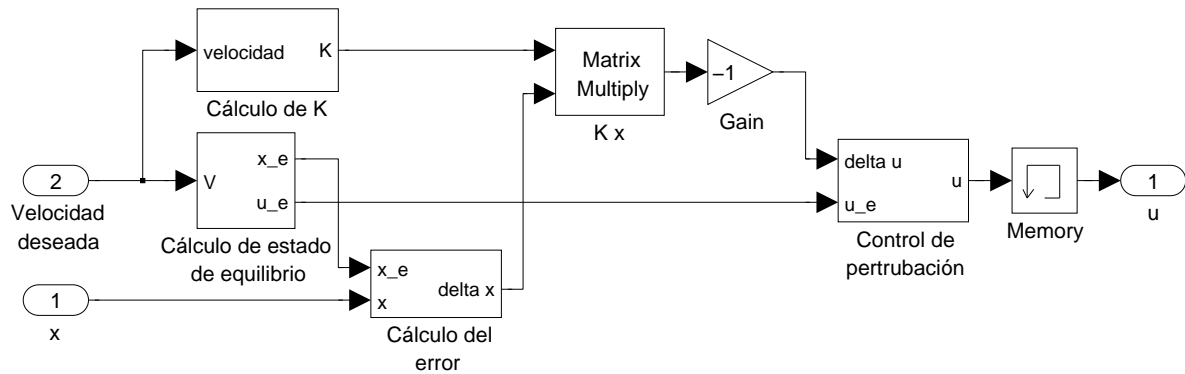 velocidad
K
Cálculo de K
Matrix
Multiply
K x
−1
Gain
2
Velocidad
deseada
V
x_e
u_e
Cálculo de estado
de equilibrio
1
x
x_e
x
delta x
Cálculo del
error
delta u
u_e
u
Control de
pertrubación
Memory
1
u